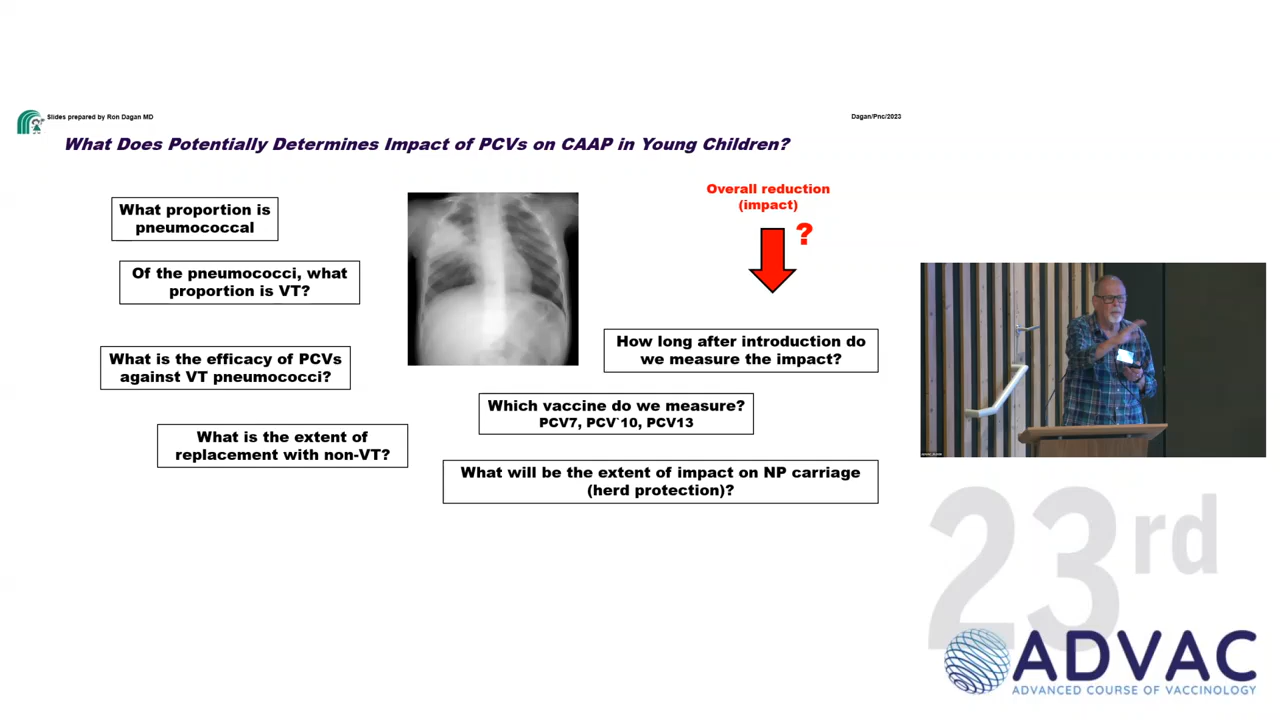 Slides prepared by Ron Dagan MD
Dagan/Pnc/2023
What Does Potentially Determines Impact of PCVs on CAAP in Young Children?
What proportion is
pneumococcal
Of the pneumococci, what
proportion is VT?
What is the efficacy of PCVs
against VT pneumococci?
What is the extent of
replacement with non-VT?
Overall reduction
(impact)
?
How long after introduction do
we measure the impact?
Which vaccine do we measure?
PCV7, PCV`10, PCV13
What will be the extent of impact on NP carriage
(herd protection)?
23rd
ADVAC
ADVANCED COURSE OF VACCINOLOGY